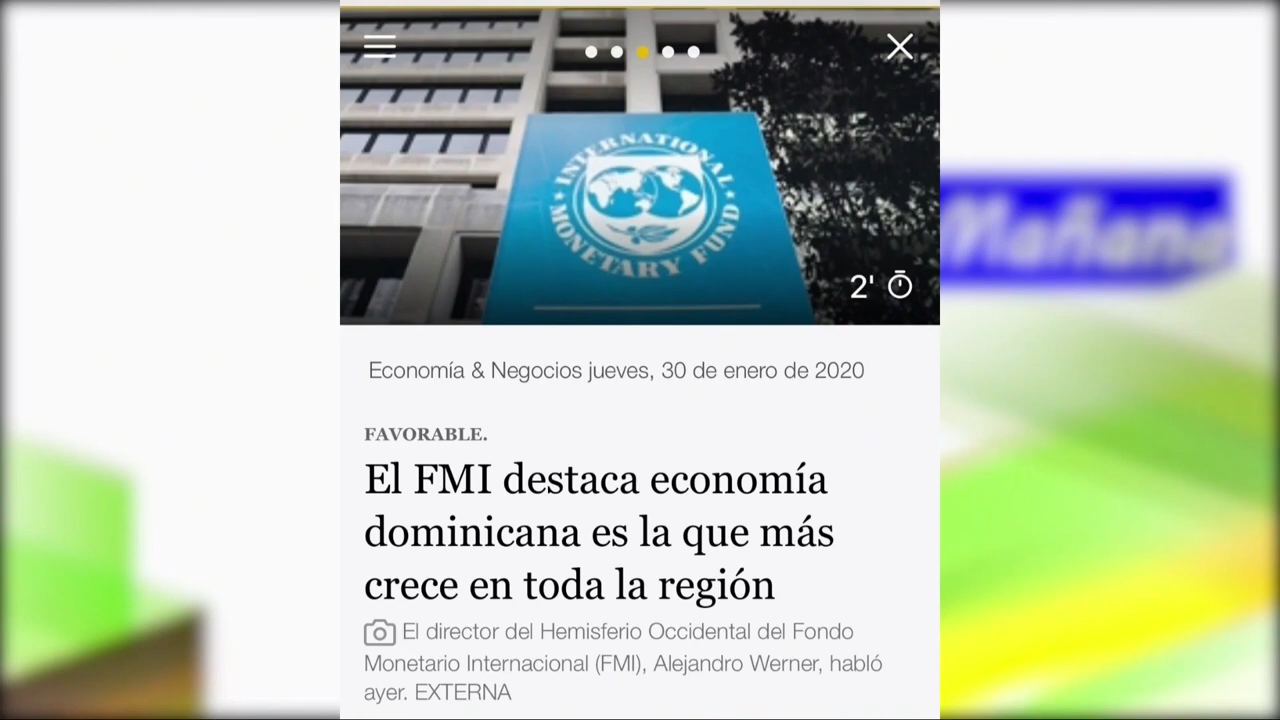 INTERNATIONAL
MONETARY FUND
2'
Mañana
Economía & Negocios jueves, 30 de enero de 2020
FAVORABLE.
El FMI destaca economía
dominicana es la que más
crece en toda la región
El director del Hemisferio Occidental del Fondo
Monetario Internacional (FMI), Alejandro Werner, habló
ayer. EXTERNA